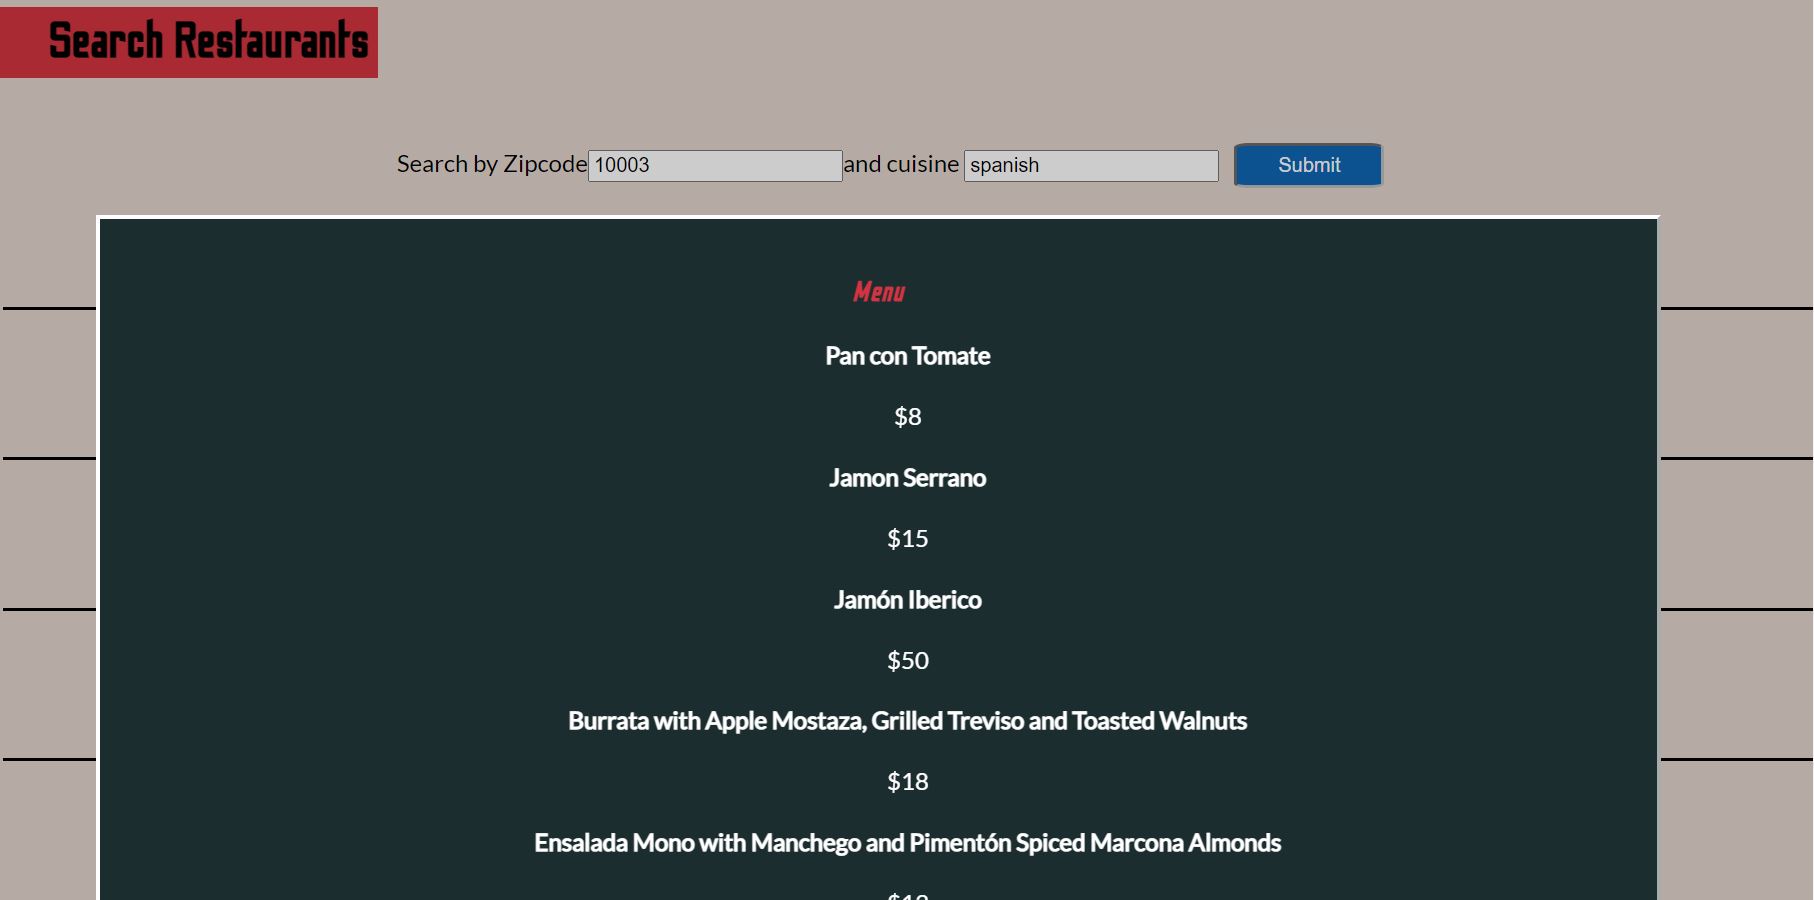 Search Restaurants
Search by Zipcode 10003 and cuisine spanish Submit
Menu
Pan con Tomate
$8
Jamon Serrano
$15
Jamón Iberico
$50
Burrata with Apple Mostaza, Grilled Treviso and Toasted Walnuts
$18
Ensalada Mono with Manchego and Pimentón Spiced Marcona Almonds